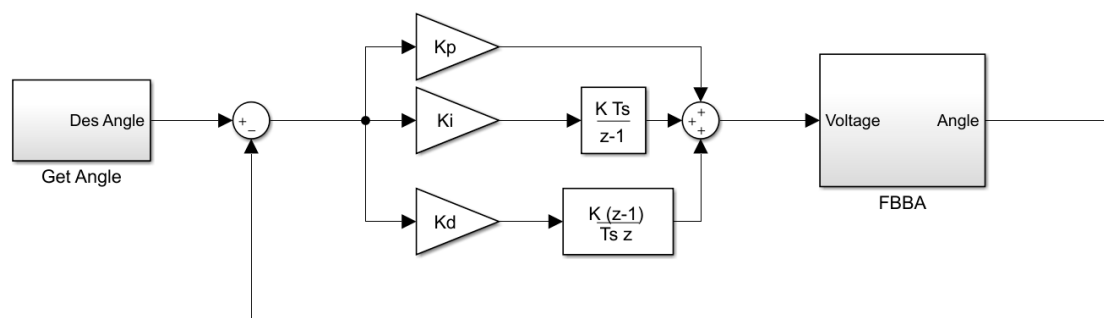 Des Angle
Get Angle
+
−
Kp
Ki
Kd
K Ts
z-1
K (z-1)
Ts z
+
+
+
Voltage
Angle
FBBA